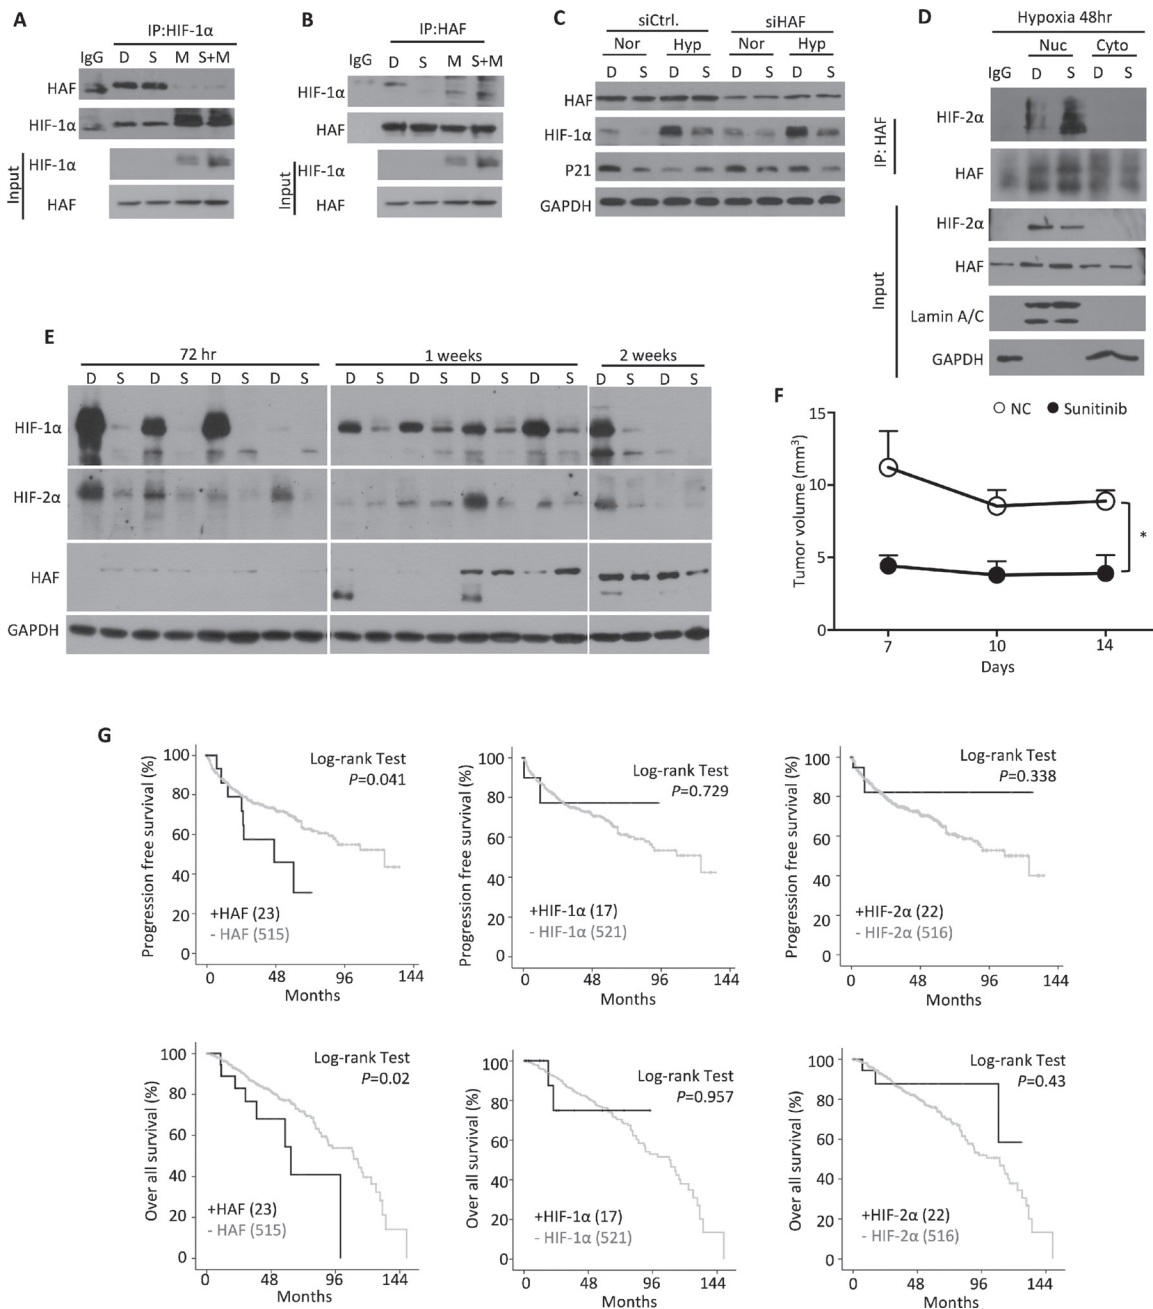 A
IP:HIF-1α
IgG D S M S+M
HAF
HIF-1α
HIF-1α
HAF
Input
B
IP:HAF
IgG D S M S+M
HIF-1α
HAF
HIF-1α
HAF
Input
C
siCtrl. siHAF
Nor Hyp Nor Hyp
D S D S D S D S
HAF
HIF-1α
P21
GAPDH
D
Hypoxia 48hr
Nuc Cyto
IgG D S D S
HIF-2α
HAF
IP: HAF
HIF-2α
HAF
Lamin A/C
GAPDH
Input
E
72 hr 1 weeks 2 weeks
D S D S D S D S D S D S D S D S D S D S
HIF-1α
HIF-2α
HAF
GAPDH
F
NC Sunitinib
Tumor volume (mm³)
15
10
5
0
*
7 10 14
Days
G
Progression free survival (%)
100
80
60
40
20
0
Log-rank Test
P=0.041
+HAF (23)
- HAF (515)
0 48 96 144
Months
Progression free survival (%)
100
80
60
40
20
0
Log-rank Test
P=0.729
+HIF-1α (17)
- HIF-1α (521)
0 48 96 144
Months
Progression free survival (%)
100
80
60
40
20
0
Log-rank Test
P=0.338
+HIF-2α (22)
- HIF-2α (516)
0 48 96 144
Months
Over all survival (%)
100
80
60
40
20
0
Log-rank Test
P=0.02
+HAF (23)
- HAF (515)
0 48 96 144
Months
Over all survival (%)
100
80
60
40
20
0
Log-rank Test
P=0.957
+HIF-1α (17)
- HIF-1α (521)
0 48 96 144
Months
Over all survival (%)
100
80
60
40
20
0
Log-rank Test
P=0.43
+HIF-2α (22)
- HIF-2α (516)
0 48 96 144
Months